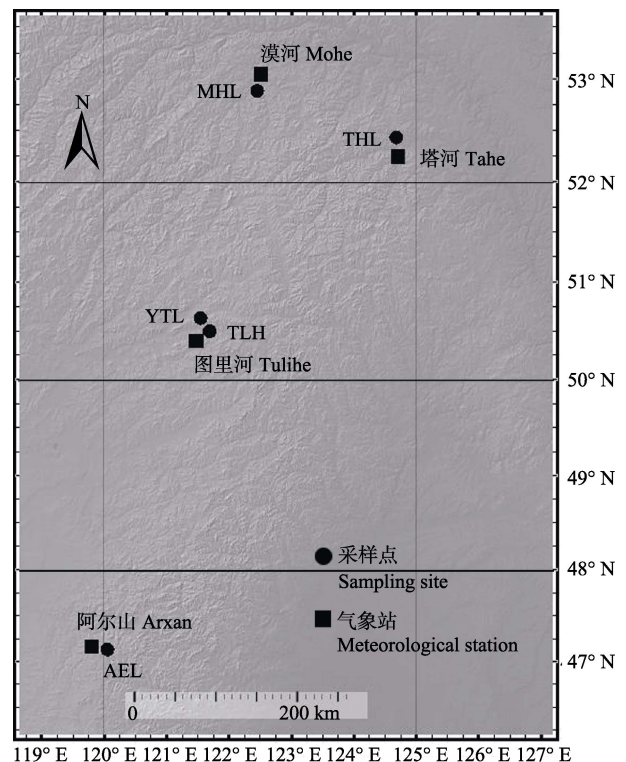 漠河 Mohe
53° N
MHL
N
THL
塔河 Tahe
52° N
51° N
YTL
TLH
图里河 Tulihe
50° N
49° N
采样点
48° N
Sampling site
阿尔山 Arxan
气象站
Meteorological station
47° N
AEL
0 200 km
119° E 120° E 121° E 122° E 123° E 124° E 125° E 126° E 127° E